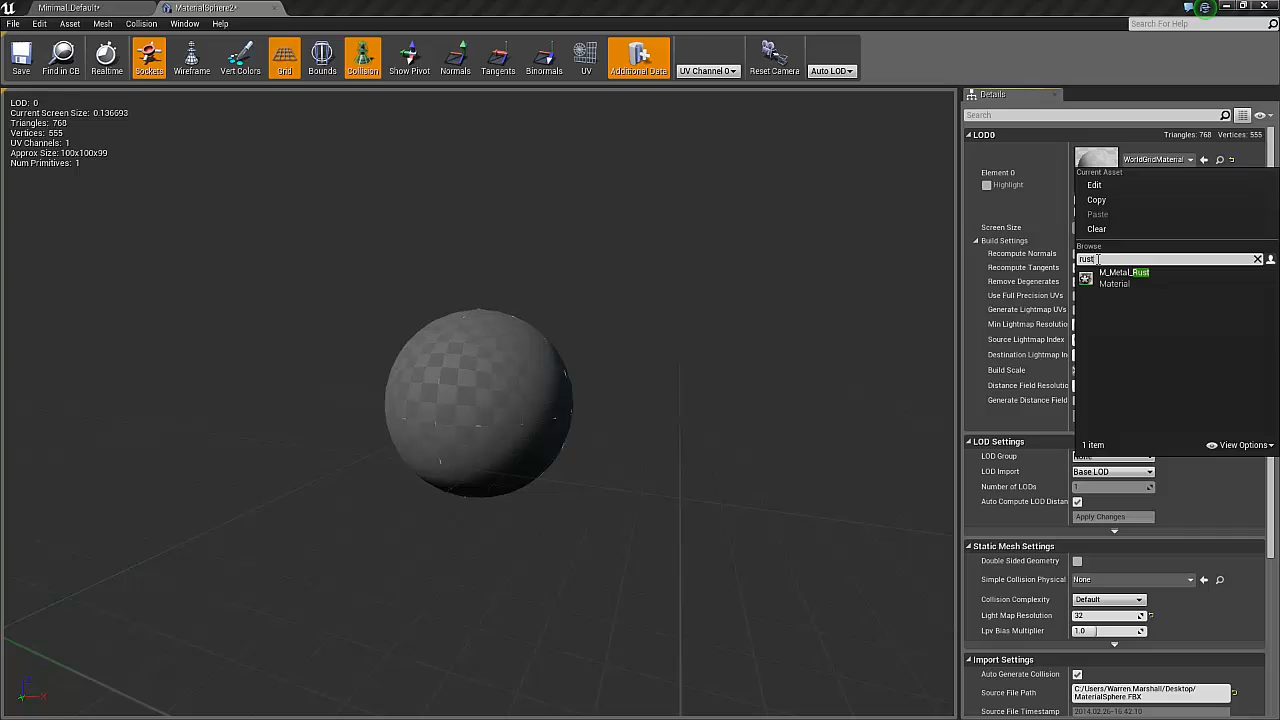 Minimal_Default*
MaterialSphere2*
File Edit Asset Mesh Collision Window Help
Search For Help
Save Find in CB Realtime Sockets Wireframe Vert Colors Grid Bounds Collision Show Pivot Normals Tangents Binormals UV Additional Data UV Channel 0 Reset Camera Auto LOD
LOD: 0
Current Screen Size: 0.136693
Triangles: 768
Vertices: 555
UV Channels: 1
Approx Size: 100x100x99
Num Primitives: 1
Z
X
Details
Search
LOD0 Triangles: 768 Vertices: 555
Element 0 WorldGridMaterial
Highlight
Current Asset
Edit
Copy
Paste
Clear
Browse
rust
M_Metal_Rust
Material
1 item View Options
Screen Size
Build Settings
Recompute Normals
Recompute Tangents
Remove Degenerates
Use Full Precision UVs
Generate Lightmap UVs
Min Lightmap Resolutio
Source Lightmap Index
Destination Lightmap In
Build Scale
Distance Field Resoluti
Generate Distance Field
LOD Settings
LOD Group
LOD Import Base LOD
Number of LODs 1
Auto Compute LOD Distan
Apply Changes
Static Mesh Settings
Double Sided Geometry
Simple Collision Physical None
Collision Complexity Default
Light Map Resolution 32
Lpv Bias Multiplier 1.0
Import Settings
Auto Generate Collision
Source File Path C:/Users/Warren.Marshall/Desktop/
MaterialSphere.FBX
Source File Timestamp 2014.02.26-16.42.10